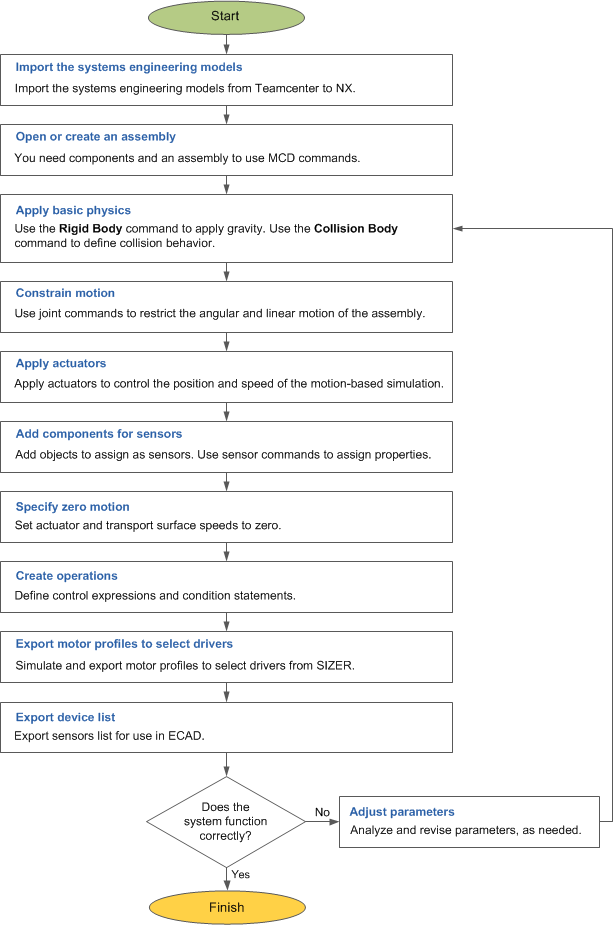 Start
Import the systems engineering models
Import the systems engineering models from Teamcenter to NX.
Open or create an assembly
You need components and an assembly to use MCD commands.
Apply basic physics
Use the Rigid Body command to apply gravity. Use the Collision Body
command to define collision behavior.
Constrain motion
Use joint commands to restrict the angular and linear motion of the assembly.
Apply actuators
Apply actuators to control the position and speed of the motion-based simulation.
Add components for sensors
Add objects to assign as sensors. Use sensor commands to assign properties.
Specify zero motion
Set actuator and transport surface speeds to zero.
Create operations
Define control expressions and condition statements.
Export motor profiles to select drivers
Simulate and export motor profiles to select drivers from SIZER.
Export device list
Export sensors list for use in ECAD.
Does the
system function
correctly?
No
Adjust parameters
Analyze and revise parameters, as needed.
Yes
Finish